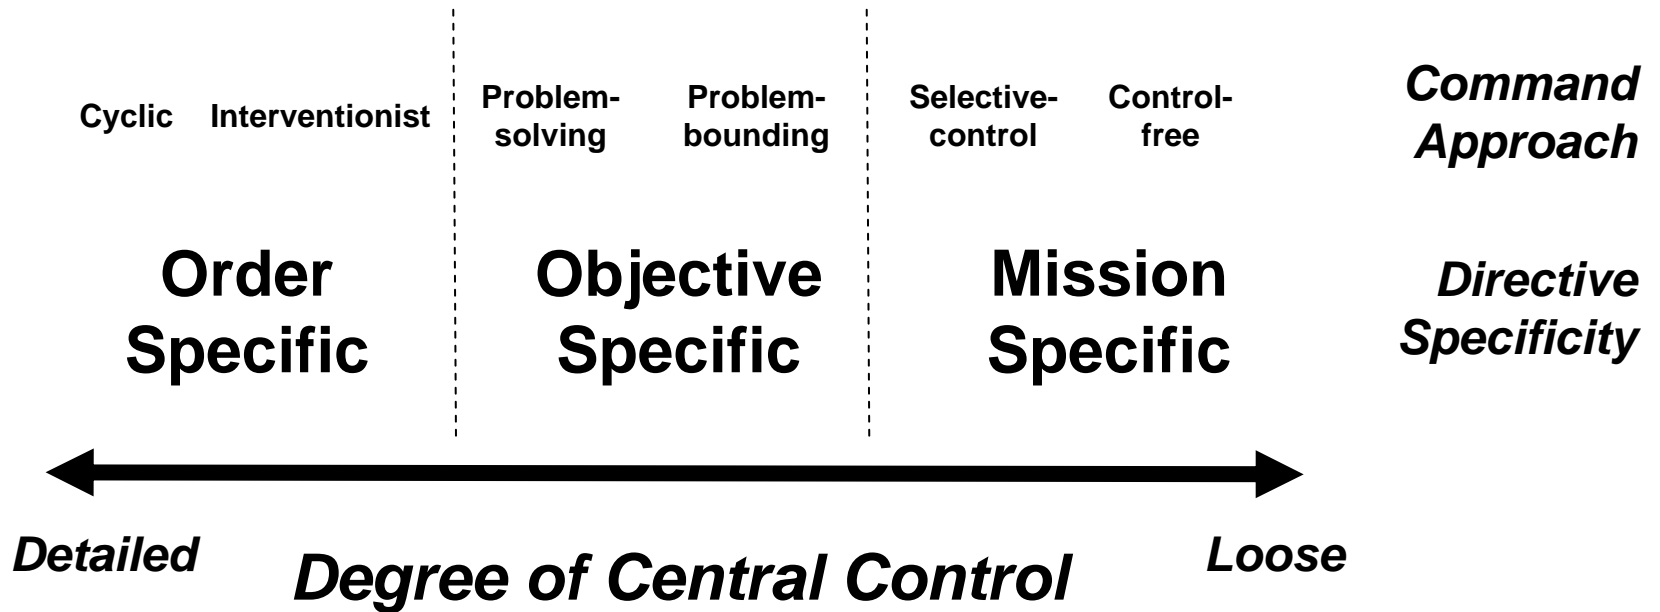 Cyclic Interventionist
Problem-
solving
Problem-
bounding
Selective-
control
Control-
free
Command
Approach
Order
Specific
Objective
Specific
Mission
Specific
Directive
Specificity
Detailed
Degree of Central Control
Loose